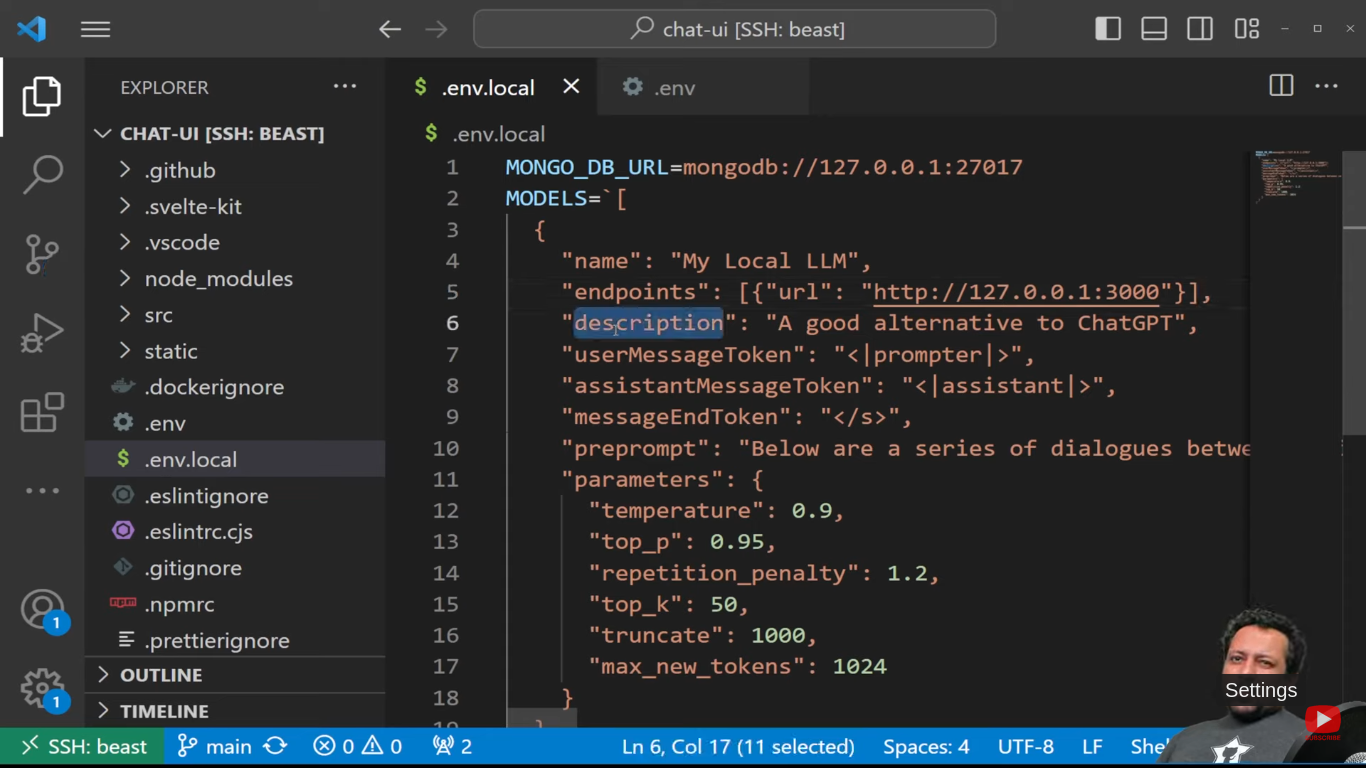 chat-ui [SSH: beast]
EXPLORER
CHAT-UI [SSH: BEAST]
.github
.svelte-kit
.vscode
node_modules
src
static
.dockerignore
.env
.env.local
.eslintignore
.eslintrc.cjs
.gitignore
.npmrc
.prettierignore
OUTLINE
TIMELINE
1
1
$ .env.local
.env
$ .env.local
1 MONGO_DB_URL=mongodb://127.0.0.1:27017
2 MODELS=`[
3 {
4 "name": "My Local LLM",
5 "endpoints": [{"url": "http://127.0.0.1:3000"}],
6 "description": "A good alternative to ChatGPT",
7 "userMessageToken": "<|prompter|>",
8 "assistantMessageToken": "<|assistant|>",
9 "messageEndToken": "</s>",
10 "preprompt": "Below are a series of dialogues betwe
11 "parameters": {
12 "temperature": 0.9,
13 "top_p": 0.95,
14 "repetition_penalty": 1.2,
15 "top_k": 50,
16 "truncate": 1000,
17 "max_new_tokens": 1024
18 }
Settings
SUBSCRIBE
SSH: beast main 0 0 2 Ln 6, Col 17 (11 selected) Spaces: 4 UTF-8 LF Shel